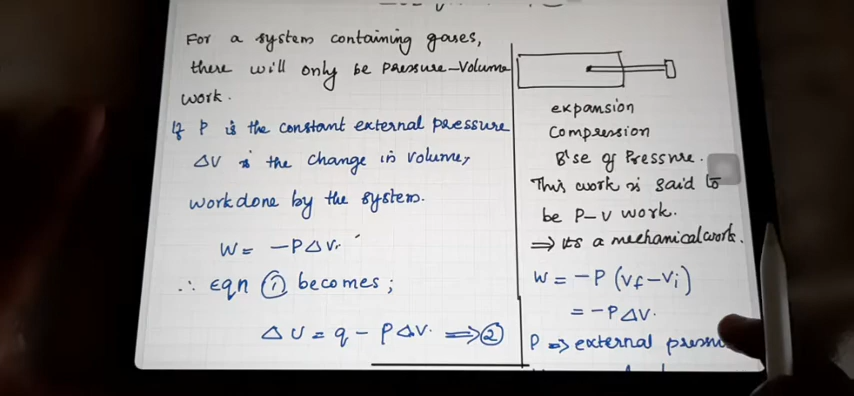 For a system containing gases,
there will only be Pressure-Volume
work.
If P is the constant external pressure
ΔV is the change in volume,
workdone by the system.
W = -PΔV.
∴ Eqn ① becomes;
ΔU = q - PΔV. ⟹ ②
expansion
Compression
B'se of Pressure.
This work is said to
be P-V work.
⟹ its a mechanical work.
W = -P (Vf-Vi)
= -PΔV.
P ⟹ external